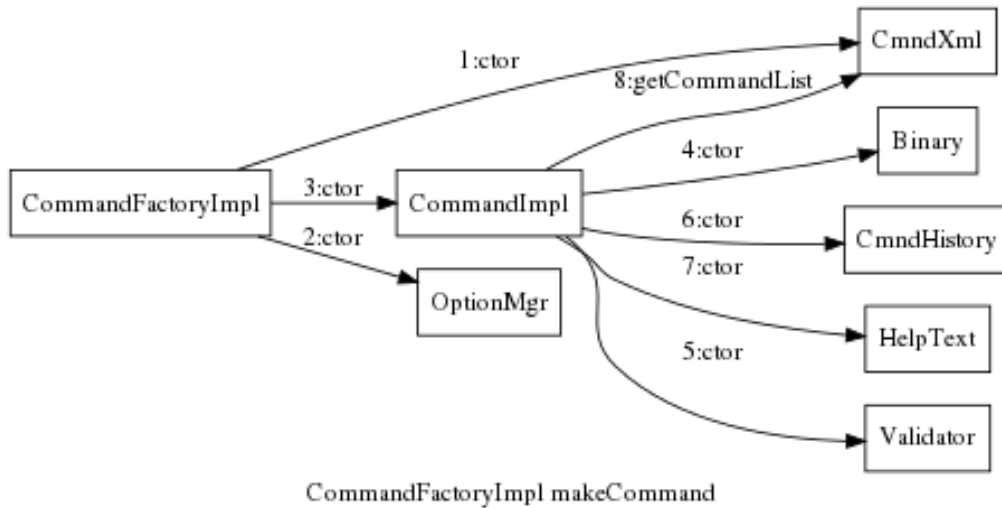 CmndXml
1:ctor
8:getCommandList
Binary
4:ctor
CommandFactoryImpl
3:ctor
CommandImpl
6:ctor
CmndHistory
2:ctor
7:ctor
OptionMgr
HelpText
5:ctor
Validator
CommandFactoryImpl makeCommand